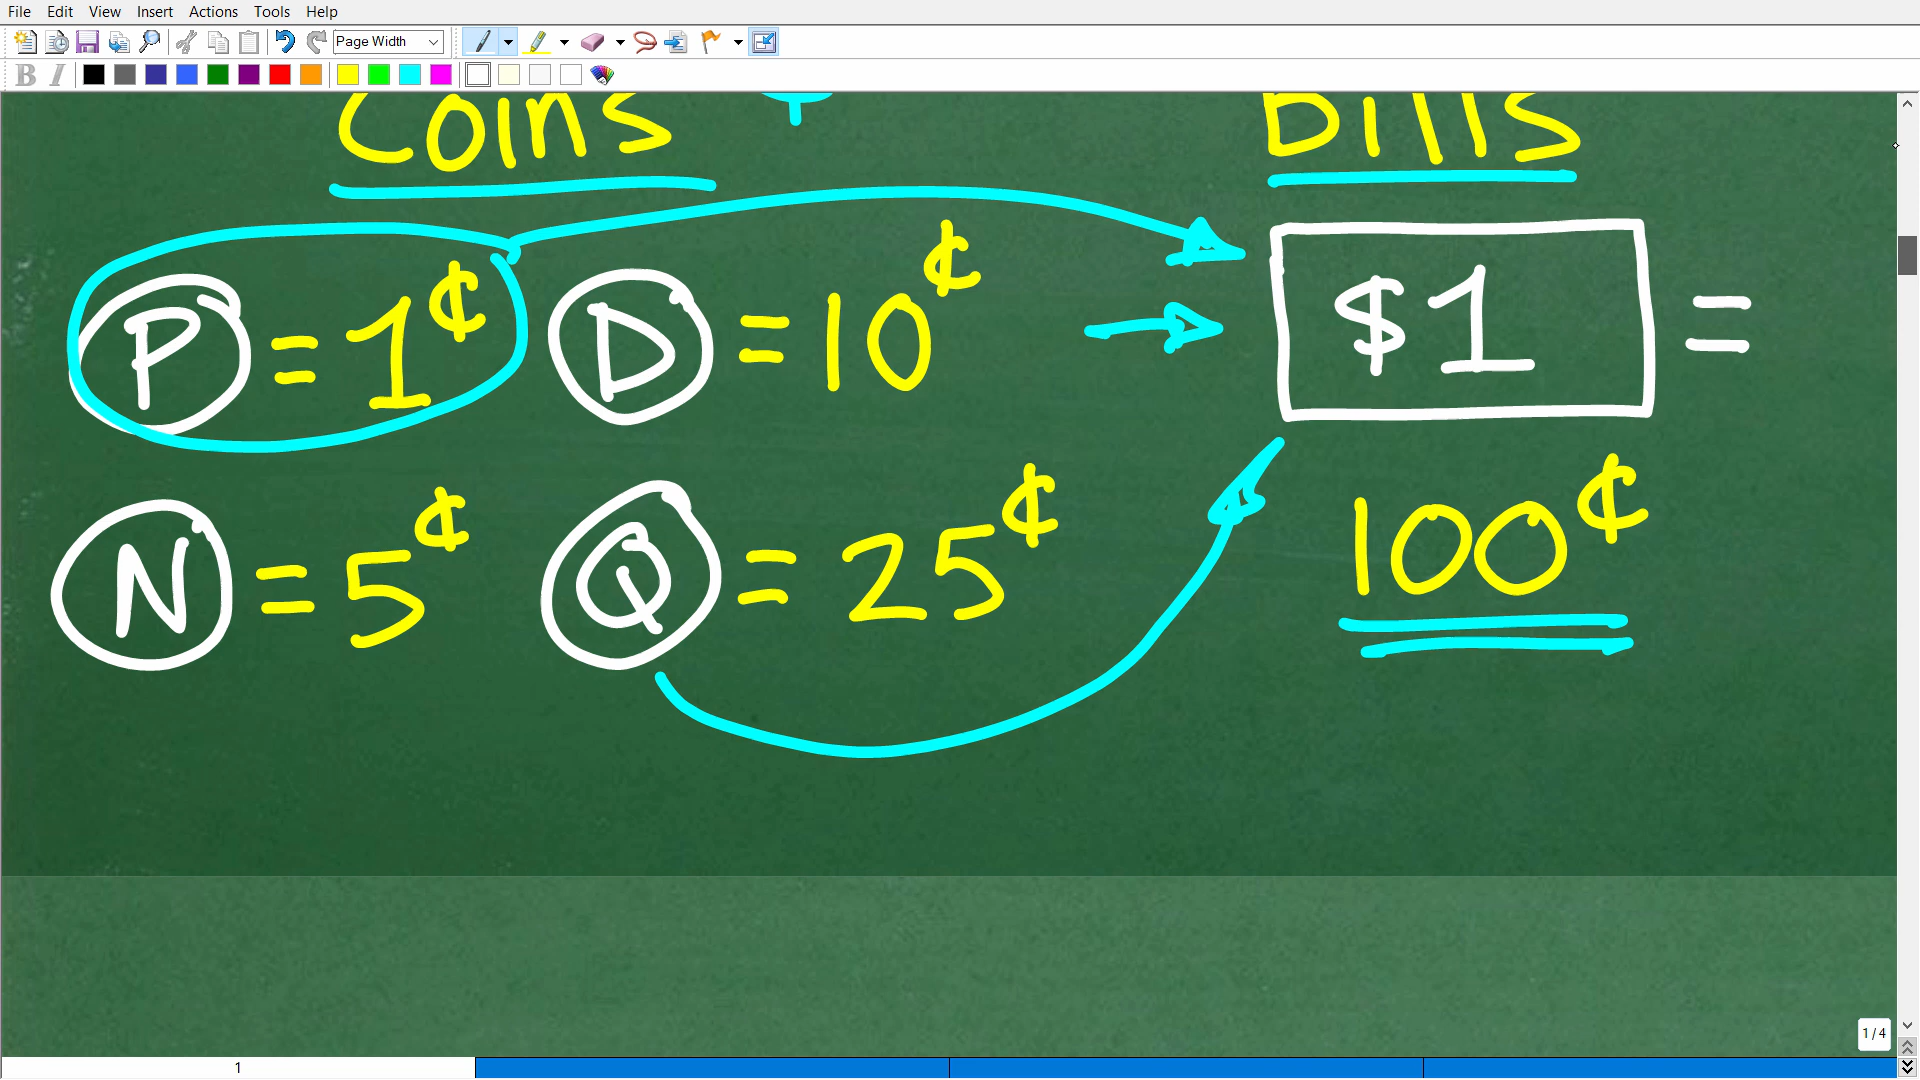 File Edit View Insert Actions Tools Help
Page Width
B I
Coins Bills
P = 1¢ D = 10¢ $1 =
N = 5¢ Q = 25¢ 100¢
1 / 4
1